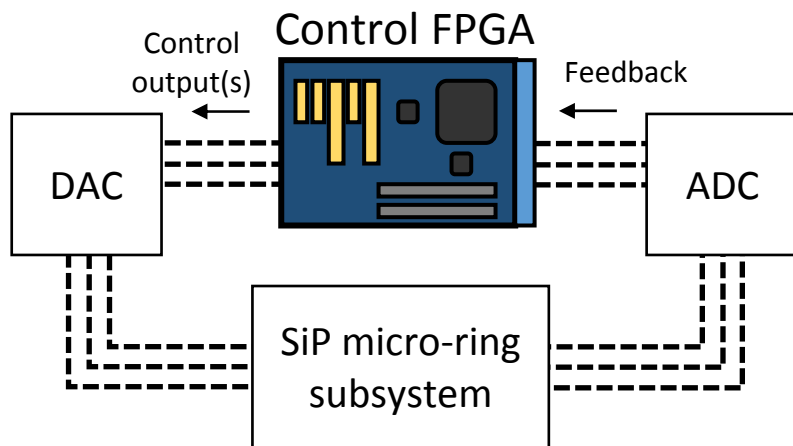 Control FPGA
Control
output(s)
Feedback
DAC
ADC
SiP micro-ring
subsystem